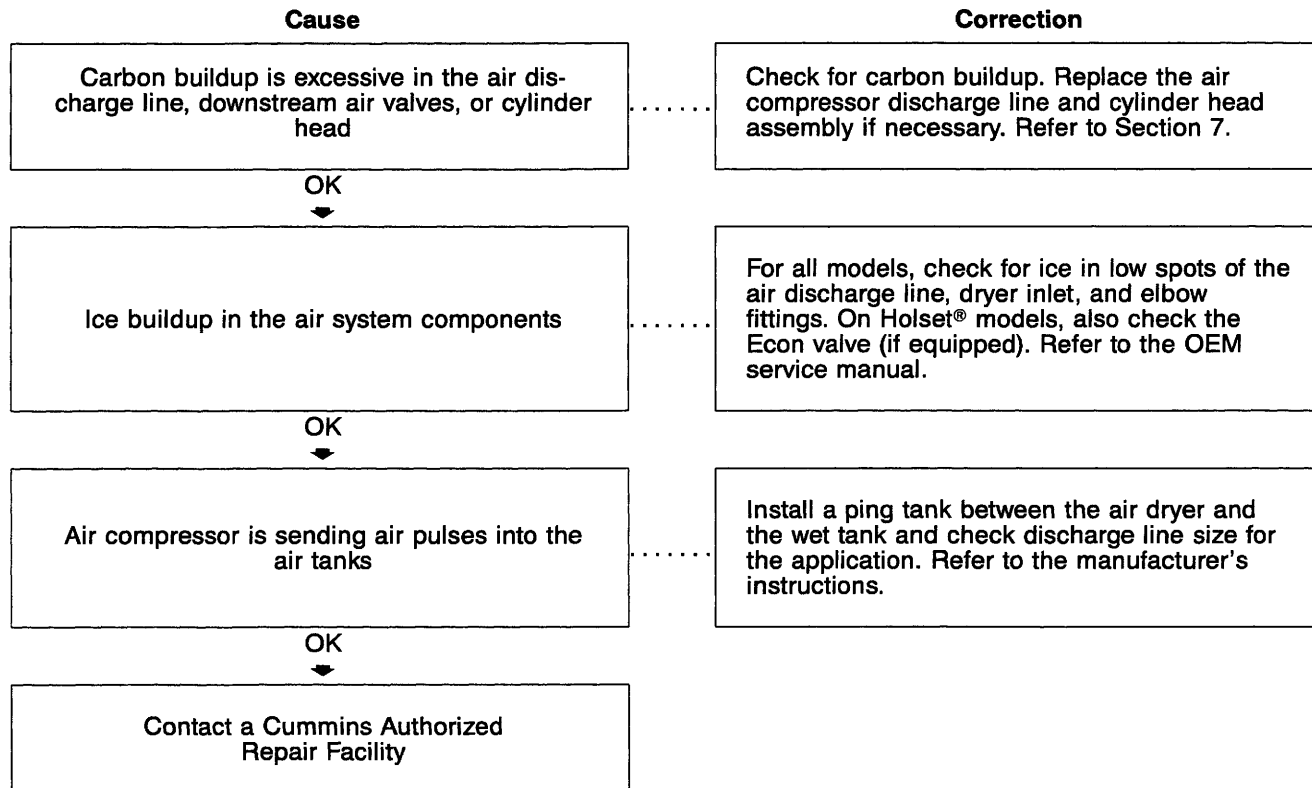 Cause
Correction
Carbon buildup is excessive in the air dis-
charge line, downstream air valves, or cylinder
head
. . . . . . .
Check for carbon buildup. Replace the air
compressor discharge line and cylinder head
assembly if necessary. Refer to Section 7.
OK
Ice buildup in the air system components
. . . . . . .
For all models, check for ice in low spots of the
air discharge line, dryer inlet, and elbow
fittings. On Holset® models, also check the
Econ valve (if equipped). Refer to the OEM
service manual.
OK
Air compressor is sending air pulses into the
air tanks
. . . . . . .
Install a ping tank between the air dryer and
the wet tank and check discharge line size for
the application. Refer to the manufacturer's
instructions.
OK
Contact a Cummins Authorized
Repair Facility